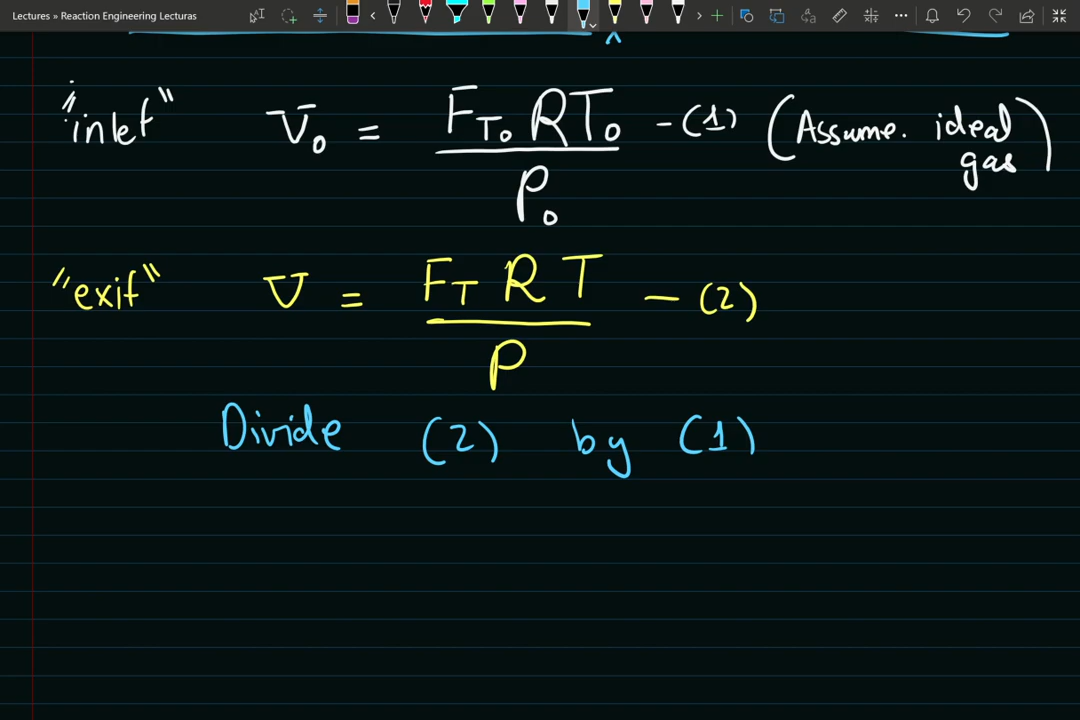 Lectures » Reaction Engineering Lecturas
"inlet" V₀ = F_T₀ R T₀ / P₀ - (1) (Assume. ideal gas)
"exit" V = F_T R T / P - (2)
Divide (2) by (1)